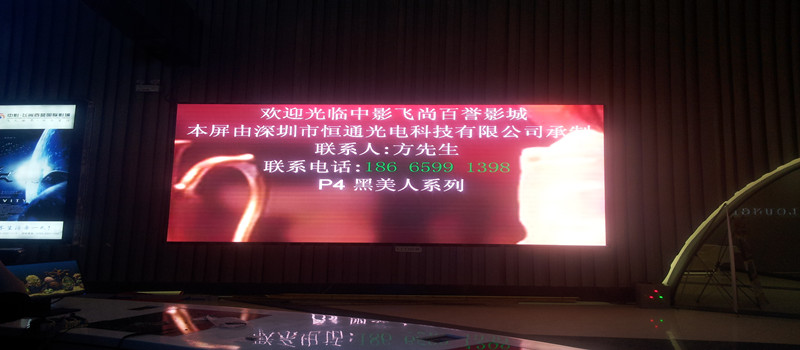 欢迎光临中影飞尚百誉影城
本屏由深圳市恒通光电科技有限公司承制
联系人:方先生
联系电话:186 6599 1398
P4 黑美人系列
VITY